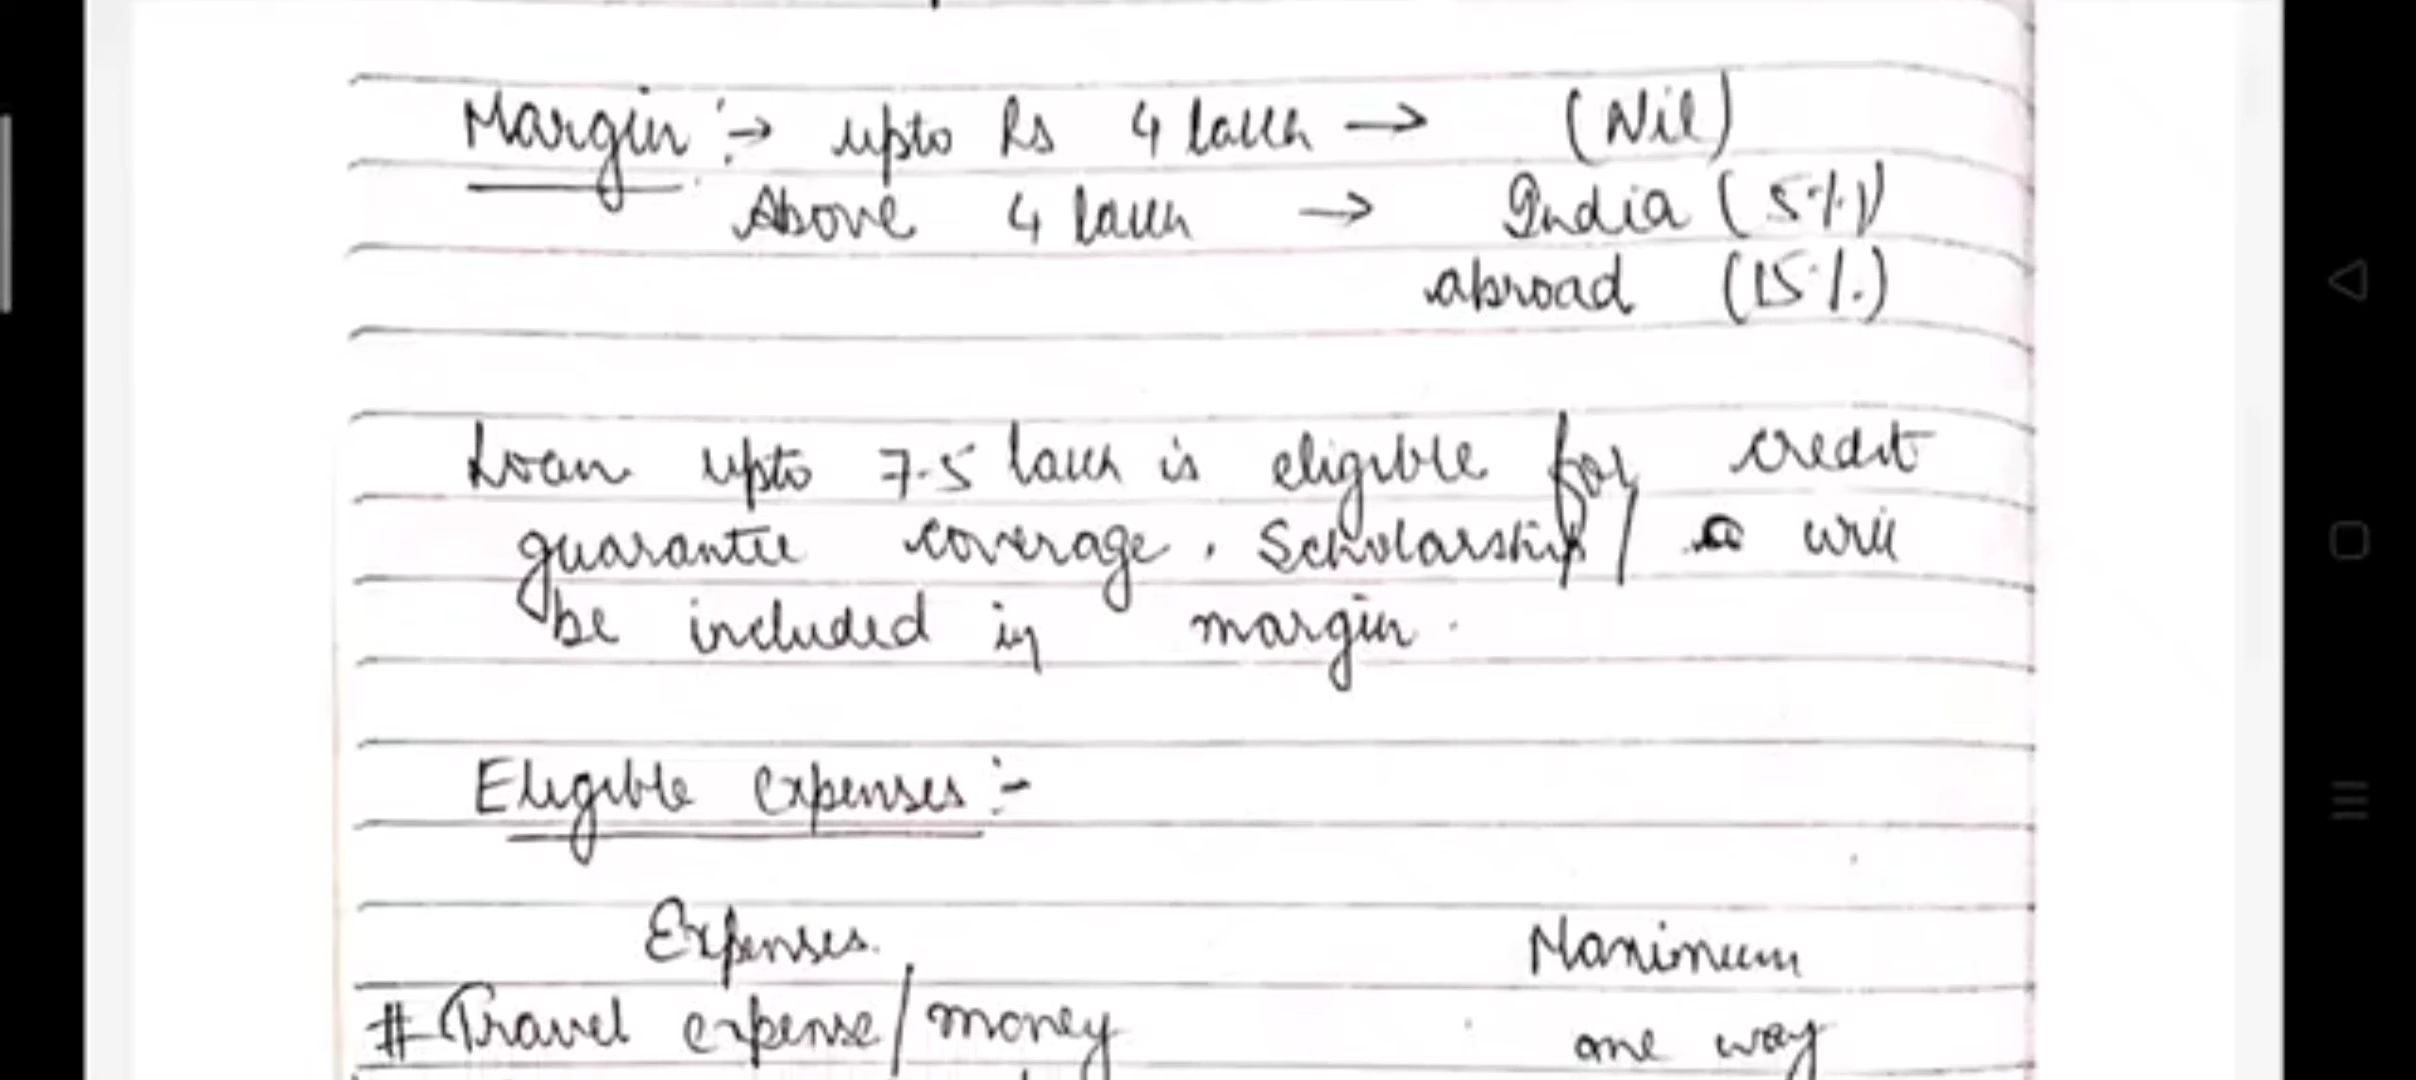 Margin :→ upto Rs 4 lakh → (Nil)
Above 4 lakh → India (5%)
abroad (15%)
Loan upto 7.5 lakh is eligible for credit
guarantee coverage. Scholarship/ will
be included in margin.
Eligible expenses :-
Expenses. Maximum
# Travel expense/money one way